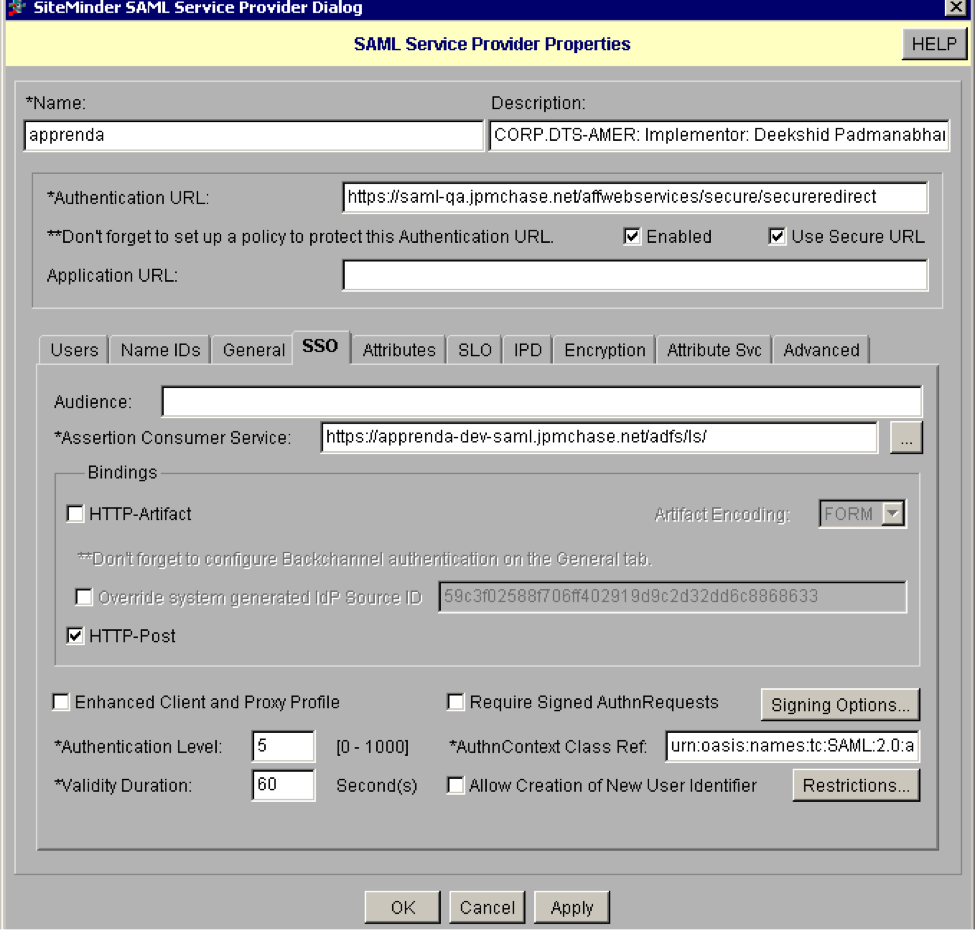 SiteMinder SAML Service Provider Dialog
SAML Service Provider Properties
HELP
*Name:
Description:
apprenda
CORP.DTS-AMER: Implementor: Deekshid Padmanabhan
*Authentication URL:
https://saml-qa.jpmchase.net/affwebservices/secure/secureredirect
**Don't forget to set up a policy to protect this Authentication URL.
Enabled
Use Secure URL
Application URL:
Users
Name IDs
General
SSO
Attributes
SLO
IPD
Encryption
Attribute Svc
Advanced
Audience:
*Assertion Consumer Service:
https://apprenda-dev-saml.jpmchase.net/adfs/ls/
...
Bindings
HTTP-Artifact
Artifact Encoding:
FORM
**Don't forget to configure Backchannel authentication on the General tab.
Override system generated IdP Source ID
59c3f02588f706ff402919d9c2d32dd6c8868633
HTTP-Post
Enhanced Client and Proxy Profile
Require Signed AuthnRequests
Signing Options...
*Authentication Level:
5
[0 - 1000]
*AuthnContext Class Ref:
urn:oasis:names:tc:SAML:2.0:a
*Validity Duration:
60
Second(s)
Allow Creation of New User Identifier
Restrictions...
OK
Cancel
Apply